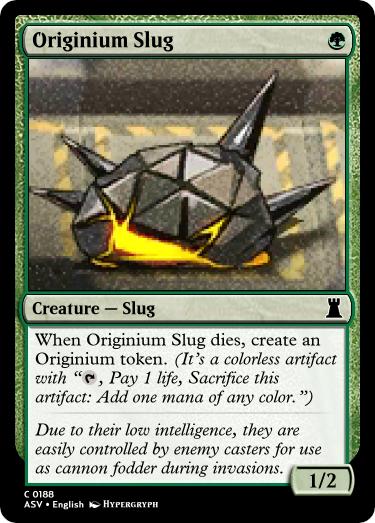 Originium Slug
Creature — Slug
When Originium Slug dies, create an
Originium token. (It's a colorless artifact
with “, Pay 1 life, Sacrifice this
artifact: Add one mana of any color.”)
Due to their low intelligence, they are
easily controlled by enemy casters for use
as cannon fodder during invasions.
1/2
C 0188
ASV • English HYPERGRYPH